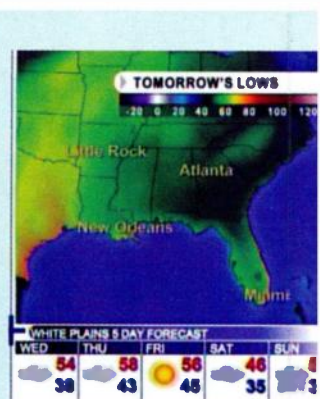 TOMORROW'S LOWS
-20 0 20 40 60 80 100 120
Little Rock
Atlanta
New Orleans
Miami
WHITE PLAINS 5 DAY FORECAST
WED THU FRI SAT SUN
54 58 56 46
38 43 45 35